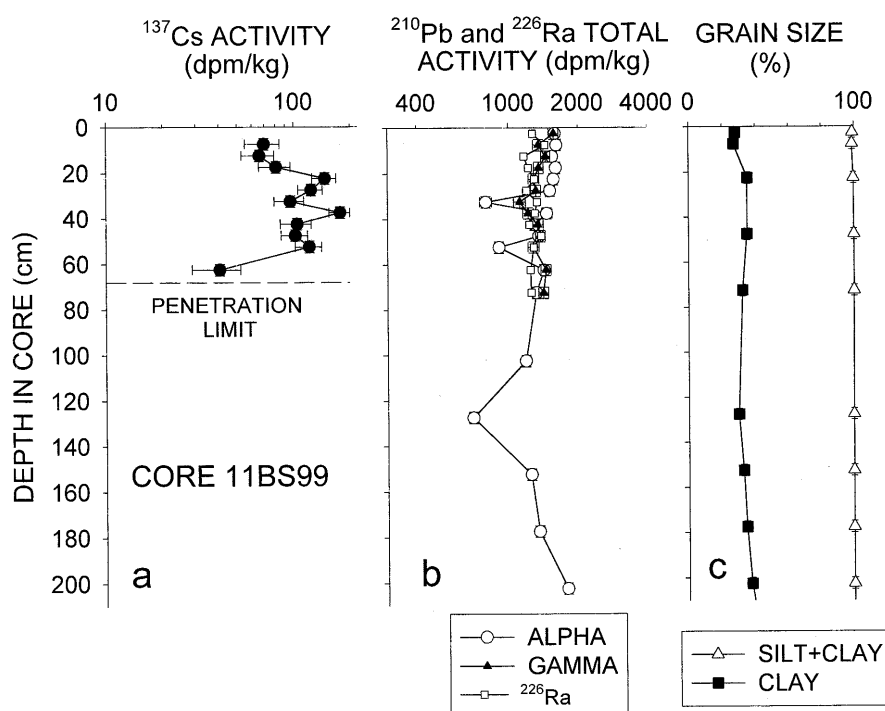 ¹³⁷Cs ACTIVITY
(dpm/kg)
²¹⁰Pb and ²²⁶Ra TOTAL
ACTIVITY (dpm/kg)
GRAIN SIZE
(%)
10 100
400 1000 2000 4000
0 100
DEPTH IN CORE (cm)
0
20
40
60
80
100
120
140
160
180
200
PENETRATION
LIMIT
CORE 11BS99
a
b
c
ALPHA
GAMMA
²²⁶Ra
SILT+CLAY
CLAY